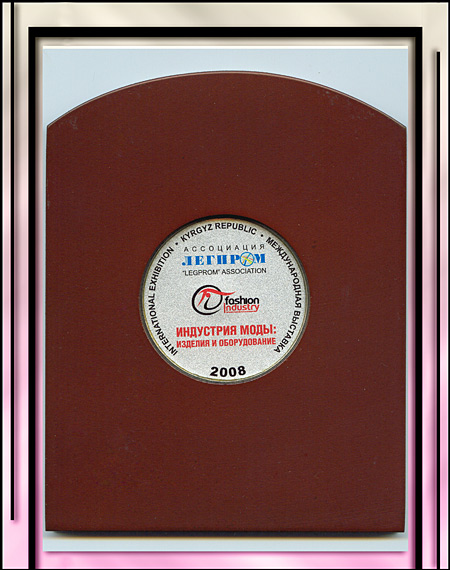 INTERNATIONAL EXHIBITION • KYRGYZ REPUBLIC • МЕЖДУНАРОДНАЯ ВЫСТАВКА
АССОЦИАЦИЯ
ЛЕГПРОМ
"LEGPROM" ASSOCIATION
fashion
Industry
ИНДУСТРИЯ МОДЫ:
ИЗДЕЛИЯ И ОБОРУДОВАНИЕ
2008